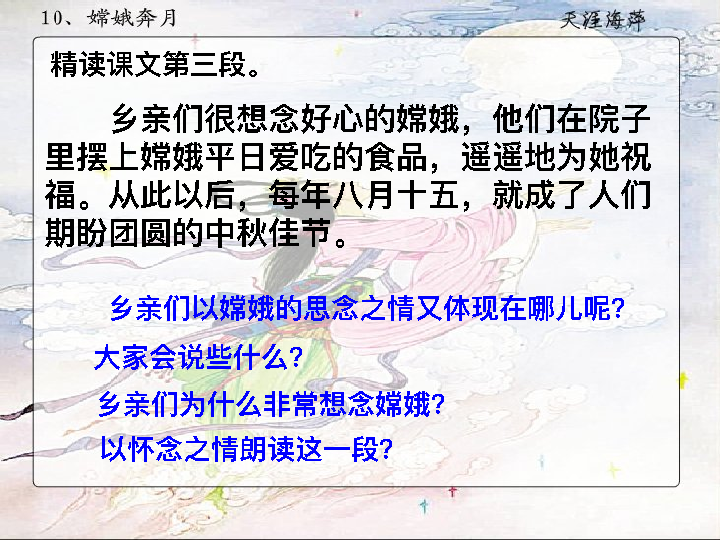 10、嫦娥奔月
天涯海萍
精读课文第三段。
乡亲们很想念好心的嫦娥，他们在院子
里摆上嫦娥平日爱吃的食品，遥遥地为她祝
福。从此以后，每年八月十五，就成了人们
期盼团圆的中秋佳节。
乡亲们以嫦娥的思念之情又体现在哪儿呢?
大家会说些什么?
乡亲们为什么非常想念嫦娥?
以怀念之情朗读这一段?